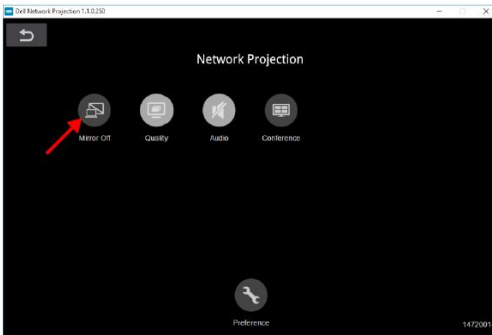 Dell Network Projection 1.1.0.250
Network Projection
Mirror Off
Quality
Audio
Conference
Preference
1472001